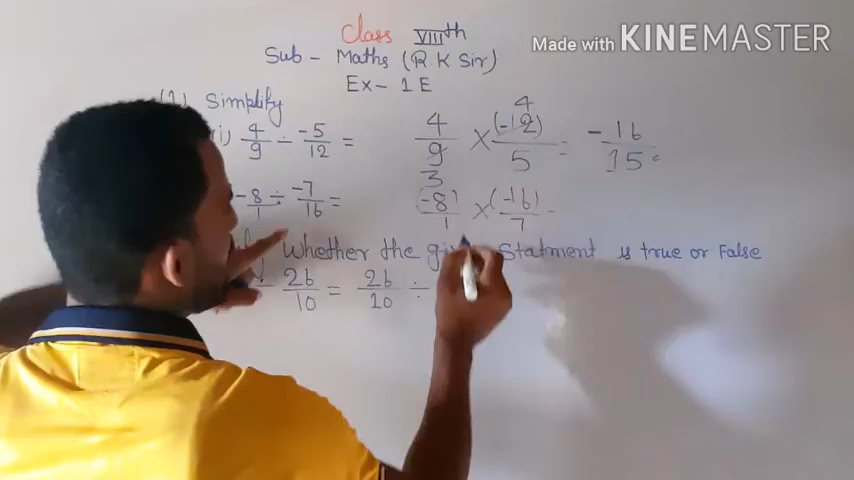 Class VIIIth
Made with KINEMASTER
Sub - Maths (R K Sir)
Ex - 1 E
Simplify
i) 4/9 ÷ -5/12 = 4/9 × (-12)/5 = -16/15 =
3 4
-8/1 ÷ -7/16 = (-8)/1 × (-16)/7 =
Whether the Statment is true or False
26/10 = 26/10 ÷